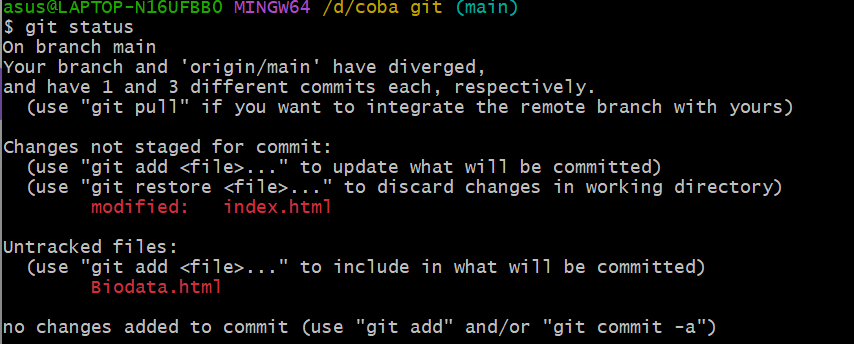 asus@LAPTOP-N16UFBB0 MINGW64 /d/coba git (main)
$ git status
On branch main
Your branch and 'origin/main' have diverged,
and have 1 and 3 different commits each, respectively.
  (use "git pull" if you want to integrate the remote branch with yours)

Changes not staged for commit:
  (use "git add <file>..." to update what will be committed)
  (use "git restore <file>..." to discard changes in working directory)
        modified:   index.html

Untracked files:
  (use "git add <file>..." to include in what will be committed)
        Biodata.html

no changes added to commit (use "git add" and/or "git commit -a")